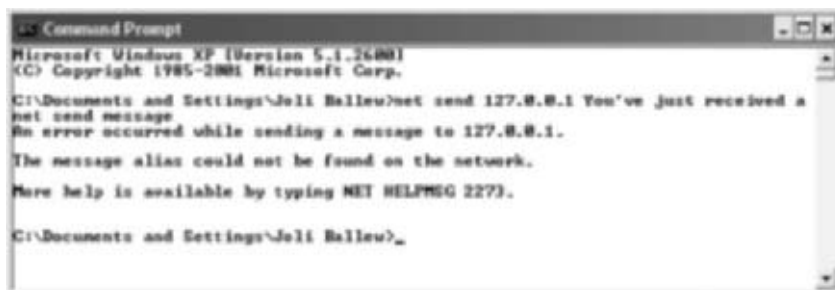 Command Prompt
Microsoft Windows XP [Version 5.1.2600]
(C) Copyright 1985-2001 Microsoft Corp.
C:\Documents and Settings\Joli Ballew>net send 127.0.0.1 You've just received a
net send message
An error occurred while sending a message to 127.0.0.1.
The message alias could not be found on the network.
More help is available by typing NET HELPMSG 2273.
C:\Documents and Settings\Joli Ballew>_